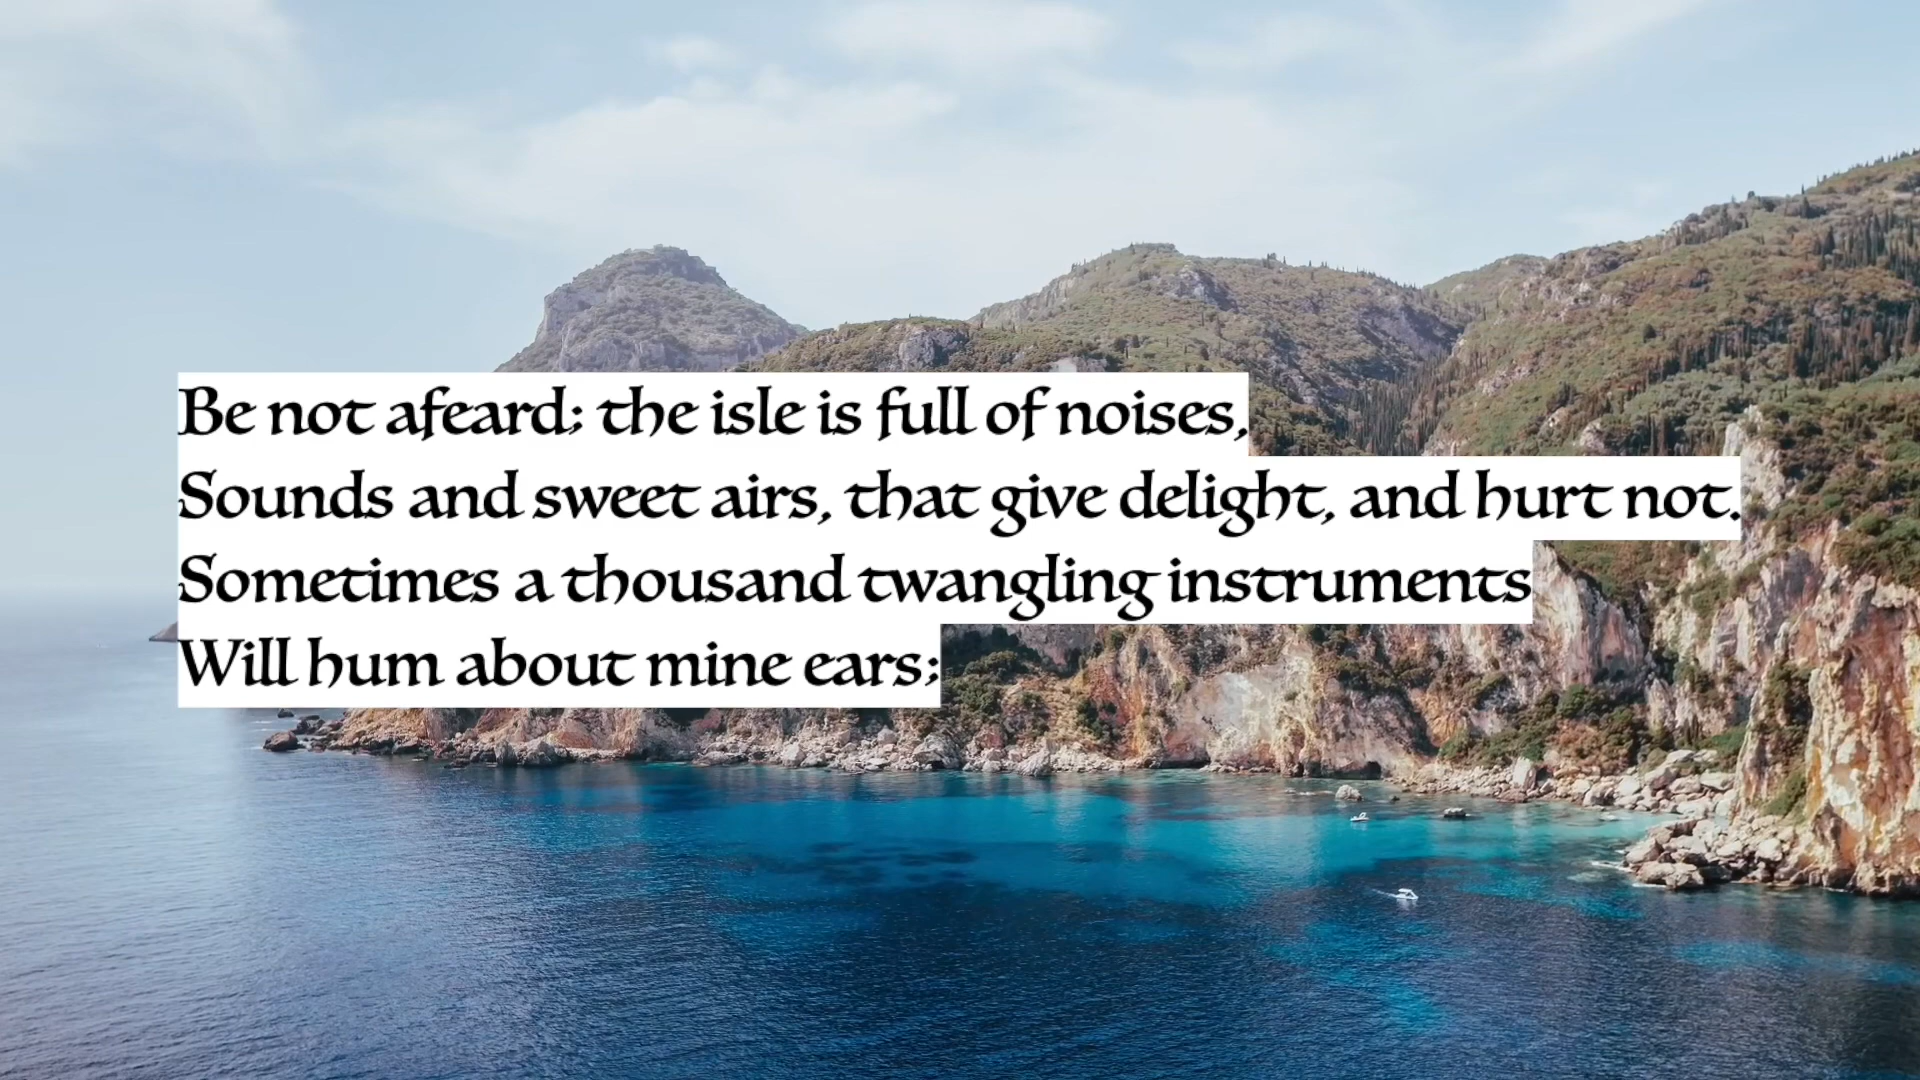 Be not afeard; the isle is full of noises,
Sounds and sweet airs, that give delight, and hurt not.
Sometimes a thousand twangling instruments
Will hum about mine ears;